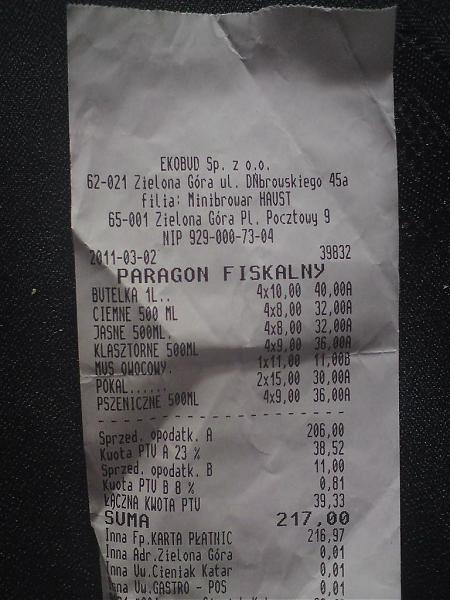 EKOBUD Sp. z o.o.
62-021 Zielona Góra ul. DŃbrowskiego 45a
filia: Minibrowar HAUST
65-001 Zielona Góra Pl. Pocztowy 9
NIP 929-000-73-04
2011-03-02 39832
PARAGON FISKALNY
BUTELKA 1L.. 4x10,00 40,00A
CIEMNE 500 ML 4x8,00 32,00A
JASNE 500ML. 4x8,00 32,00A
KLASZTORNE 500ML 4x9,00 36,00A
MUS OWOCOWY. 1x11,00 11,00B
POKAL...... 2x15,00 30,00A
PSZENICZNE 500ML 4x9,00 36,00A
Sprzed. opodatk. A 206,00
Kwota PTU A 23 % 38,52
Sprzed. opodatk. B 11,00
Kwota PTU B 8 % 0,81
ŁĄCZNA KWOTA PTU 39,33
SUMA 217,00
Inna Fp.KARTA PŁATNIC 216,97
Inna Adr.Zielona Góra 0,01
Inna Wu.Cieniak Katar 0,01
Inna Wu.GASTRO - POS 0,01